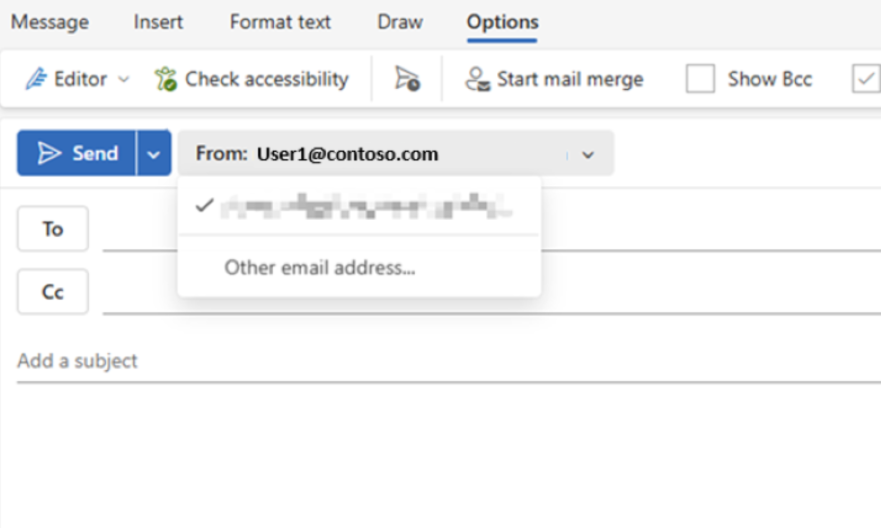 Message Insert Format text Draw Options
Editor Check accessibility Start mail merge Show Bcc
Send From: User1@contoso.com
To
Other email address...
Cc
Add a subject